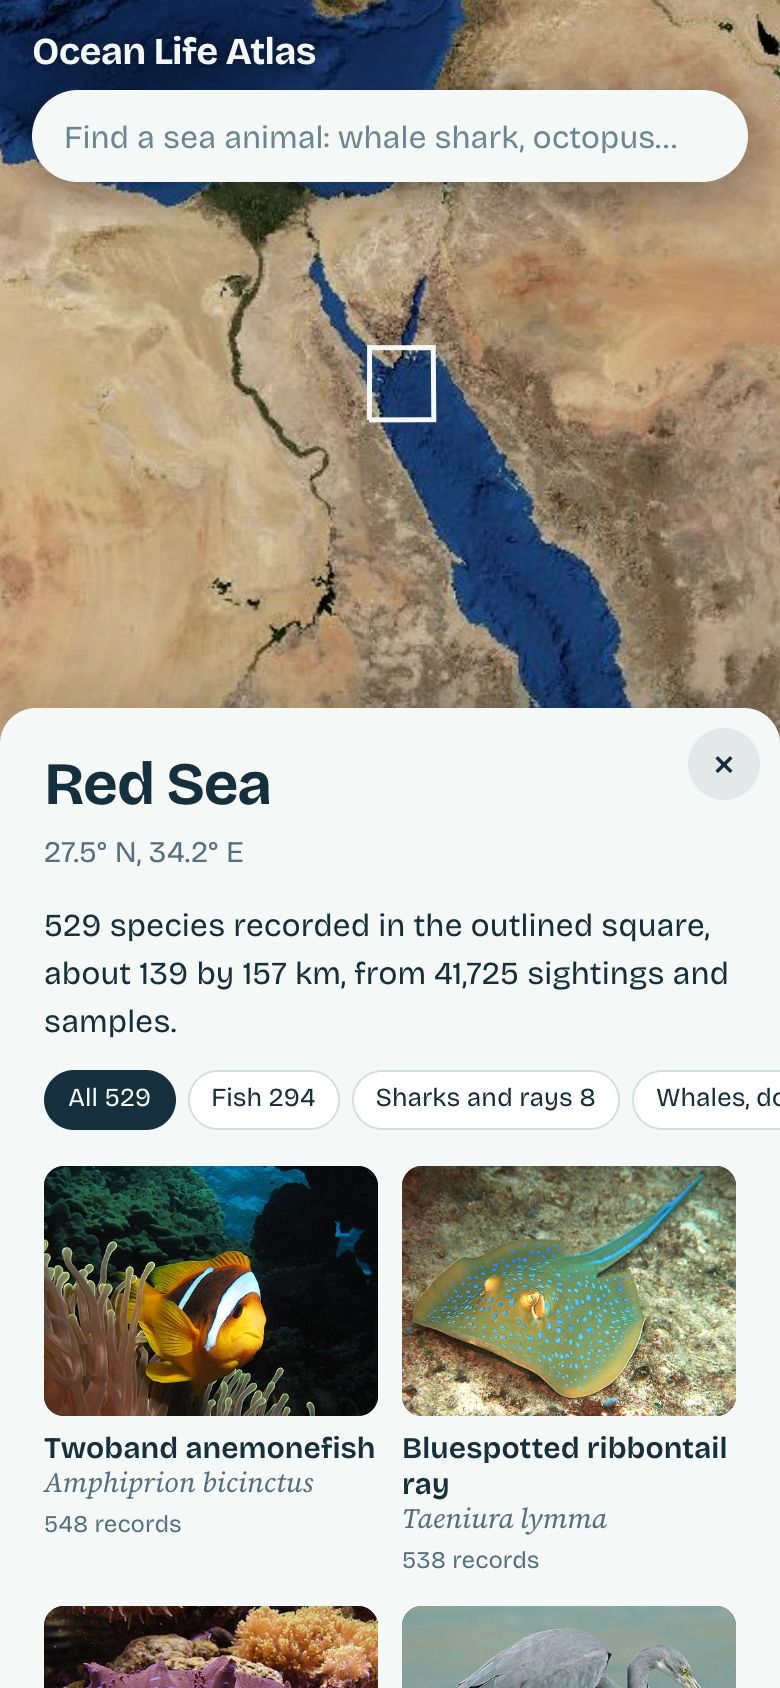 Ocean Life Atlas
Find a sea animal: whale shark, octopus...
Red Sea
×
27.5° N, 34.2° E
529 species recorded in the outlined square,
about 139 by 157 km, from 41,725 sightings and
samples.
All 529
Fish 294
Sharks and rays 8
Whales, do
Twoband anemonefish
Amphiprion bicinctus
548 records
Bluespotted ribbontail
ray
Taeniura lymma
538 records